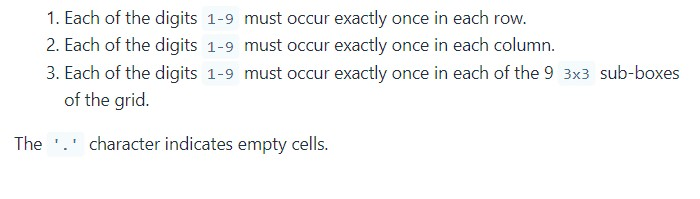 1. Each of the digits 1-9 must occur exactly once in each row.
2. Each of the digits 1-9 must occur exactly once in each column.
3. Each of the digits 1-9 must occur exactly once in each of the 9 3x3 sub-boxes
of the grid.
The '.' character indicates empty cells.